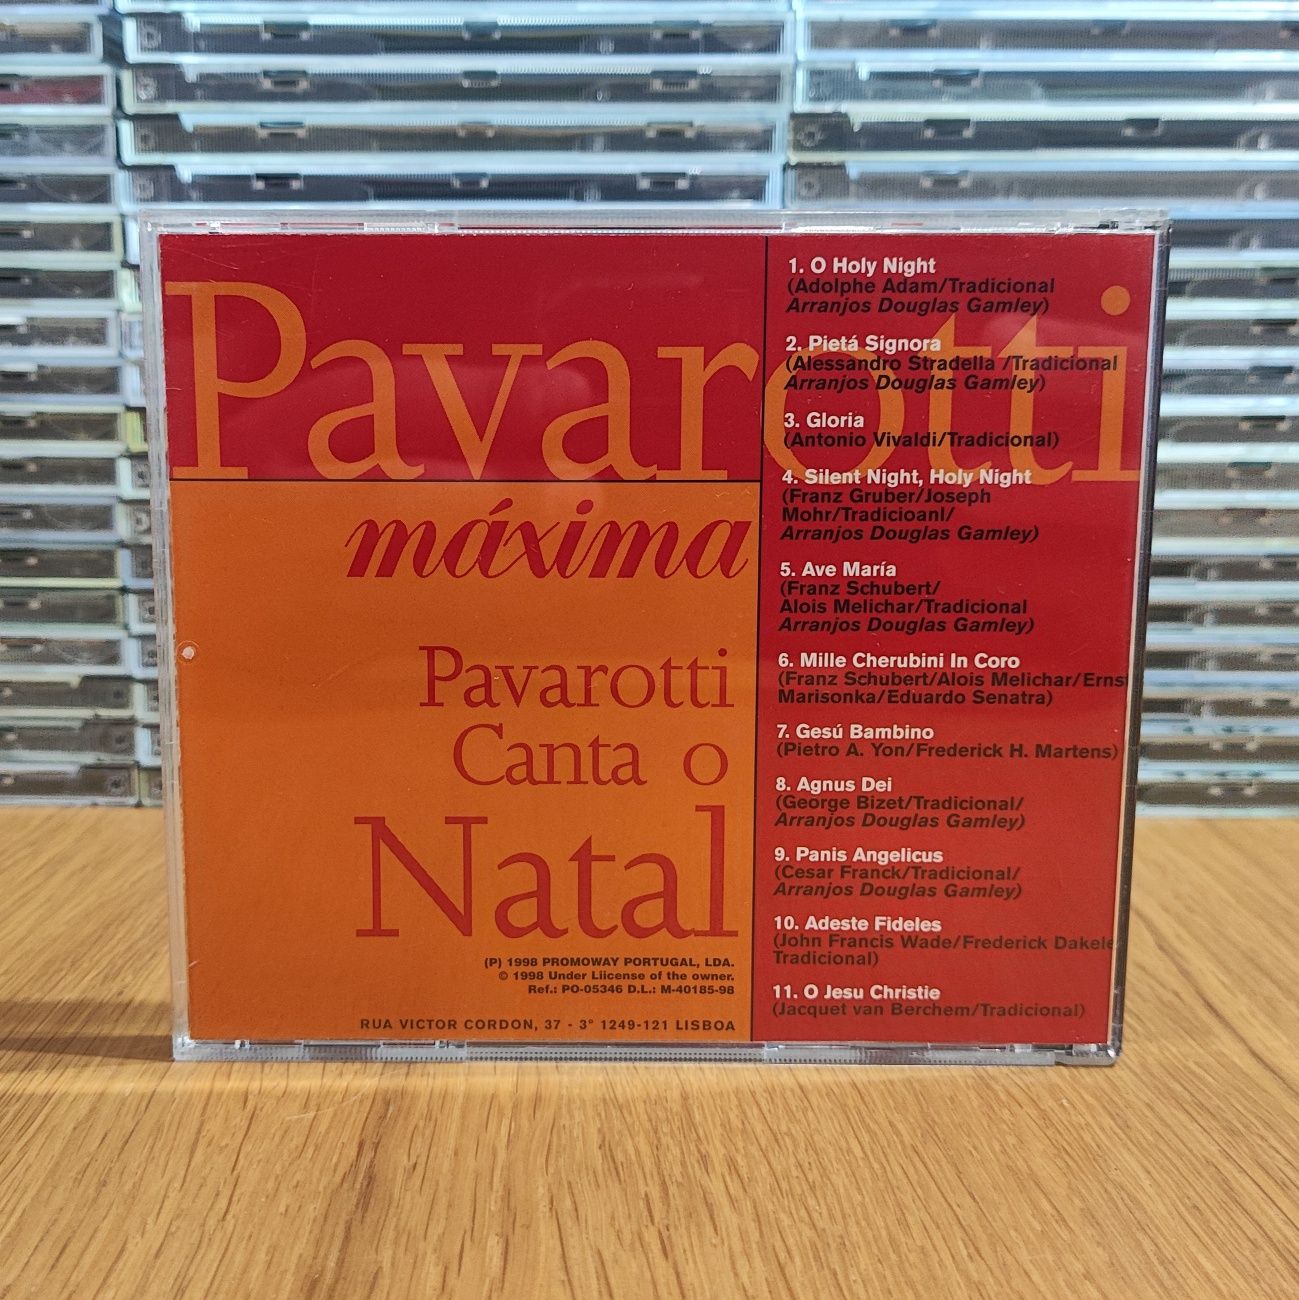 Pavarotti
máxima
Pavarotti
Canta o
Natal
(P) 1998 PROMOWAY PORTUGAL, LDA.
© 1998 Under Liicense of the owner.
Ref.: PO-05346 D.L.: M-40185-98
RUA VICTOR CORDON, 37 - 3° 1249-121 LISBOA
1. O Holy Night
(Adolphe Adam/Tradicional
Arranjos Douglas Gamley)
2. Pietá Signora
(Alessandro Stradella /Tradicional
Arranjos Douglas Gamley)
3. Gloria
(Antonio Vivaldi/Tradicional)
4. Silent Night, Holy Night
(Franz Gruber/Joseph
Mohr/Tradicioanl/
Arranjos Douglas Gamley)
5. Ave María
(Franz Schubert/
Alois Melichar/Tradicional
Arranjos Douglas Gamley)
6. Mille Cherubini In Coro
(Franz Schubert/Alois Melichar/Ernst
Marisonka/Eduardo Senatra)
7. Gesú Bambino
(Pietro A. Yon/Frederick H. Martens)
8. Agnus Dei
(George Bizet/Tradicional/
Arranjos Douglas Gamley)
9. Panis Angelicus
(Cesar Franck/Tradicional/
Arranjos Douglas Gamley)
10. Adeste Fideles
(John Francis Wade/Frederick Dakele
Tradicional)
11. O Jesu Christie
(Jacquet van Berchem/Tradicional)